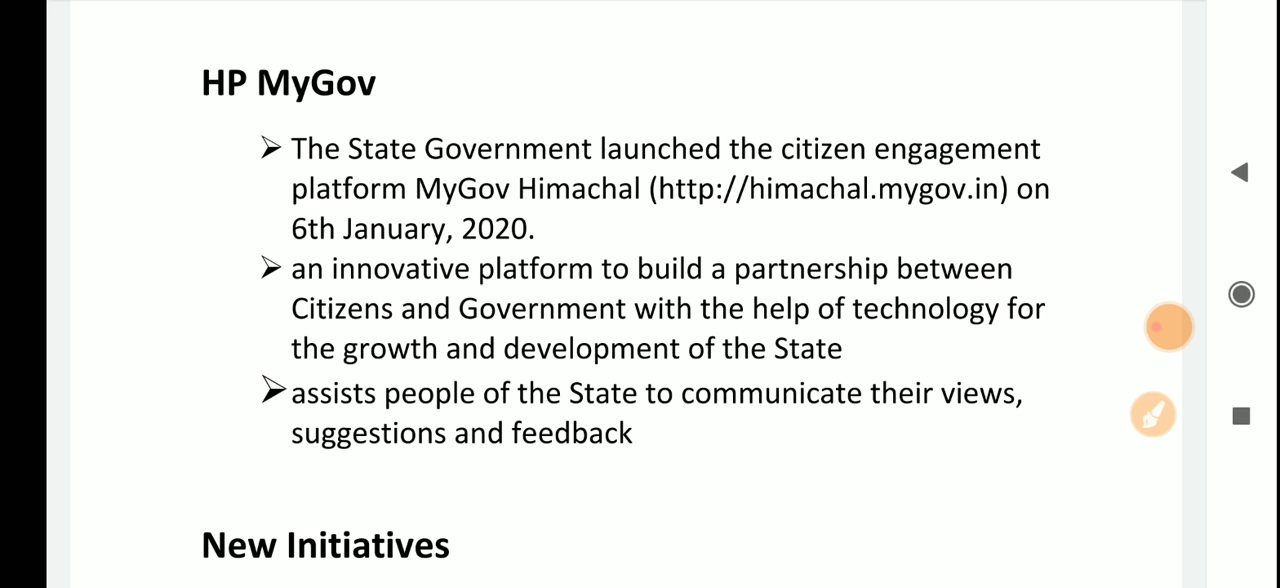 HP MyGov
➢ The State Government launched the citizen engagement
platform MyGov Himachal (http://himachal.mygov.in) on
6th January, 2020.
➢ an innovative platform to build a partnership between
Citizens and Government with the help of technology for
the growth and development of the State
➢ assists people of the State to communicate their views,
suggestions and feedback
New Initiatives